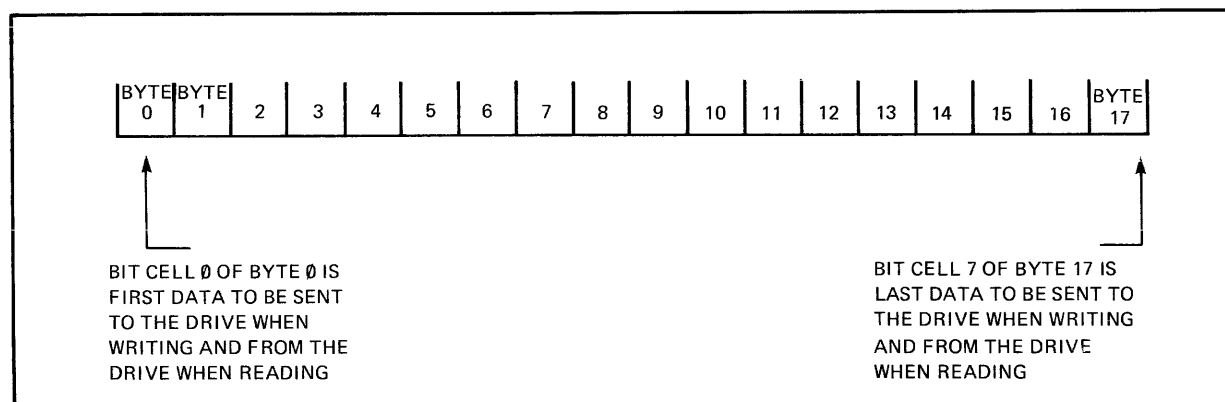 BYTE BYTE BYTE
0 1 2 3 4 5 6 7 8 9 10 11 12 13 14 15 16 17
BIT CELL Ø OF BYTE Ø IS
FIRST DATA TO BE SENT
TO THE DRIVE WHEN
WRITING AND FROM THE
DRIVE WHEN READING
BIT CELL 7 OF BYTE 17 IS
LAST DATA TO BE SENT TO
THE DRIVE WHEN WRITING
AND FROM THE DRIVE
WHEN READING